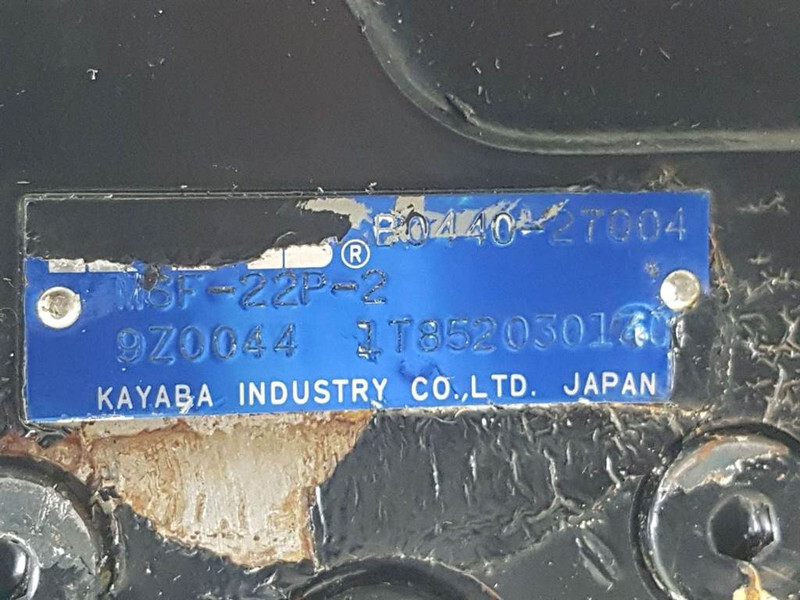 ® B0440-27004
MSF-22P-2
9Z0044
KAYABA INDUSTRY CO.,LTD. JAPAN